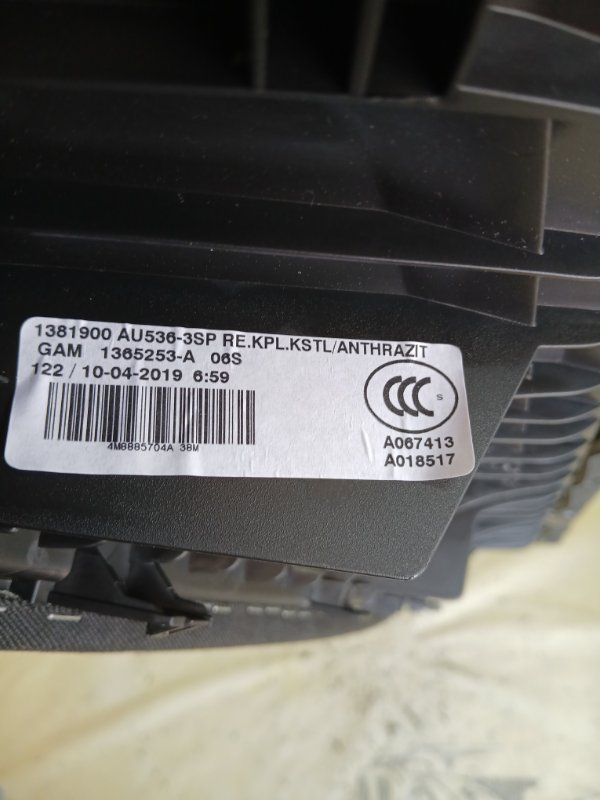 1381900 AU536-3SP RE.KPL.KSTL/ANTHRAZIT
GAM 1365253-A 06S
122 / 10-04-2019 6:59
4M8885704A 38M
CCC S
A067413
A018517